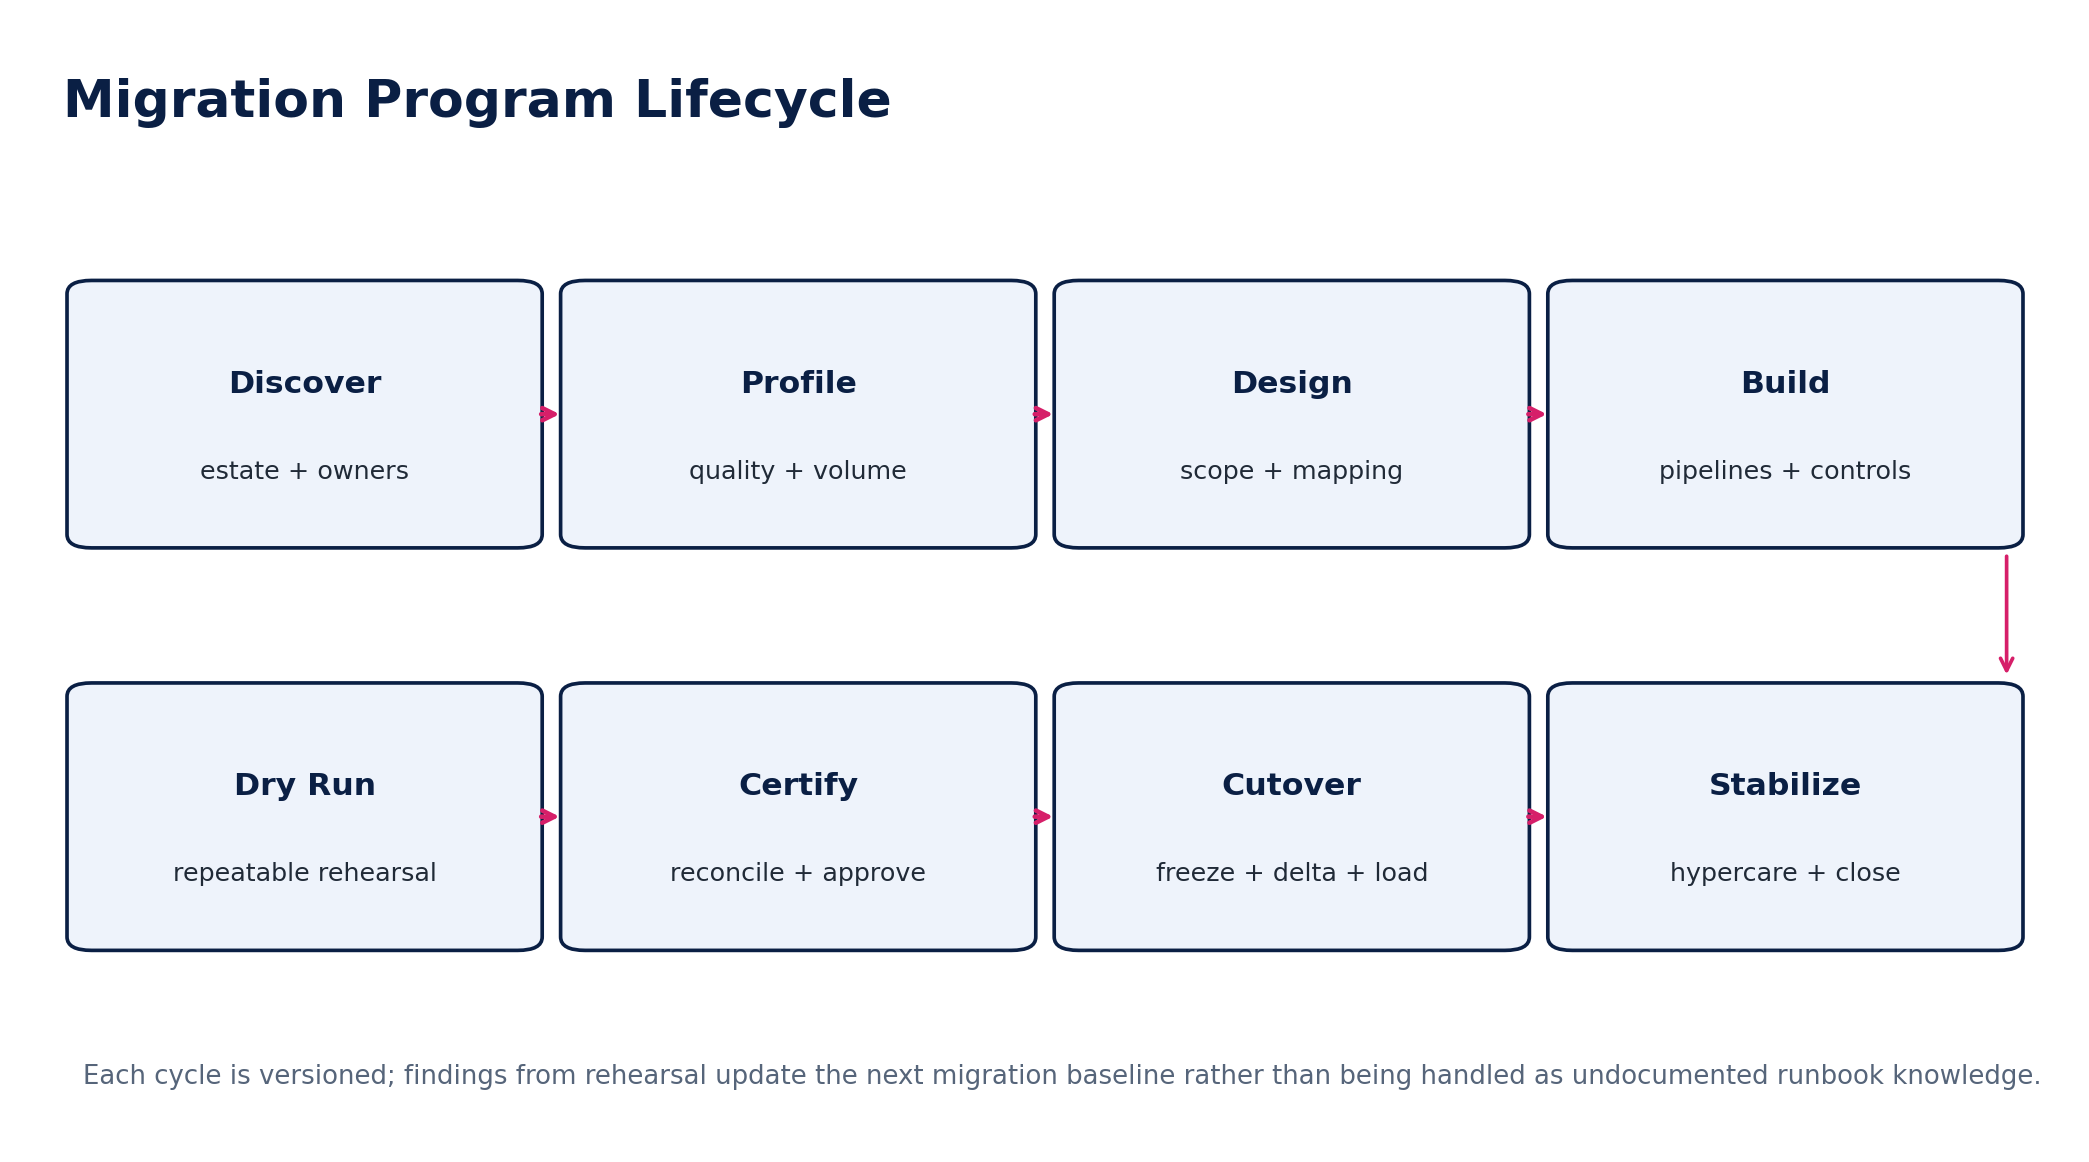 Migration Program Lifecycle
Discover
estate + owners
Profile
quality + volume
Design
scope + mapping
Build
pipelines + controls
Dry Run
repeatable rehearsal
Certify
reconcile + approve
Cutover
freeze + delta + load
Stabilize
hypercare + close
Each cycle is versioned; findings from rehearsal update the next migration baseline rather than being handled as undocumented runbook knowledge.